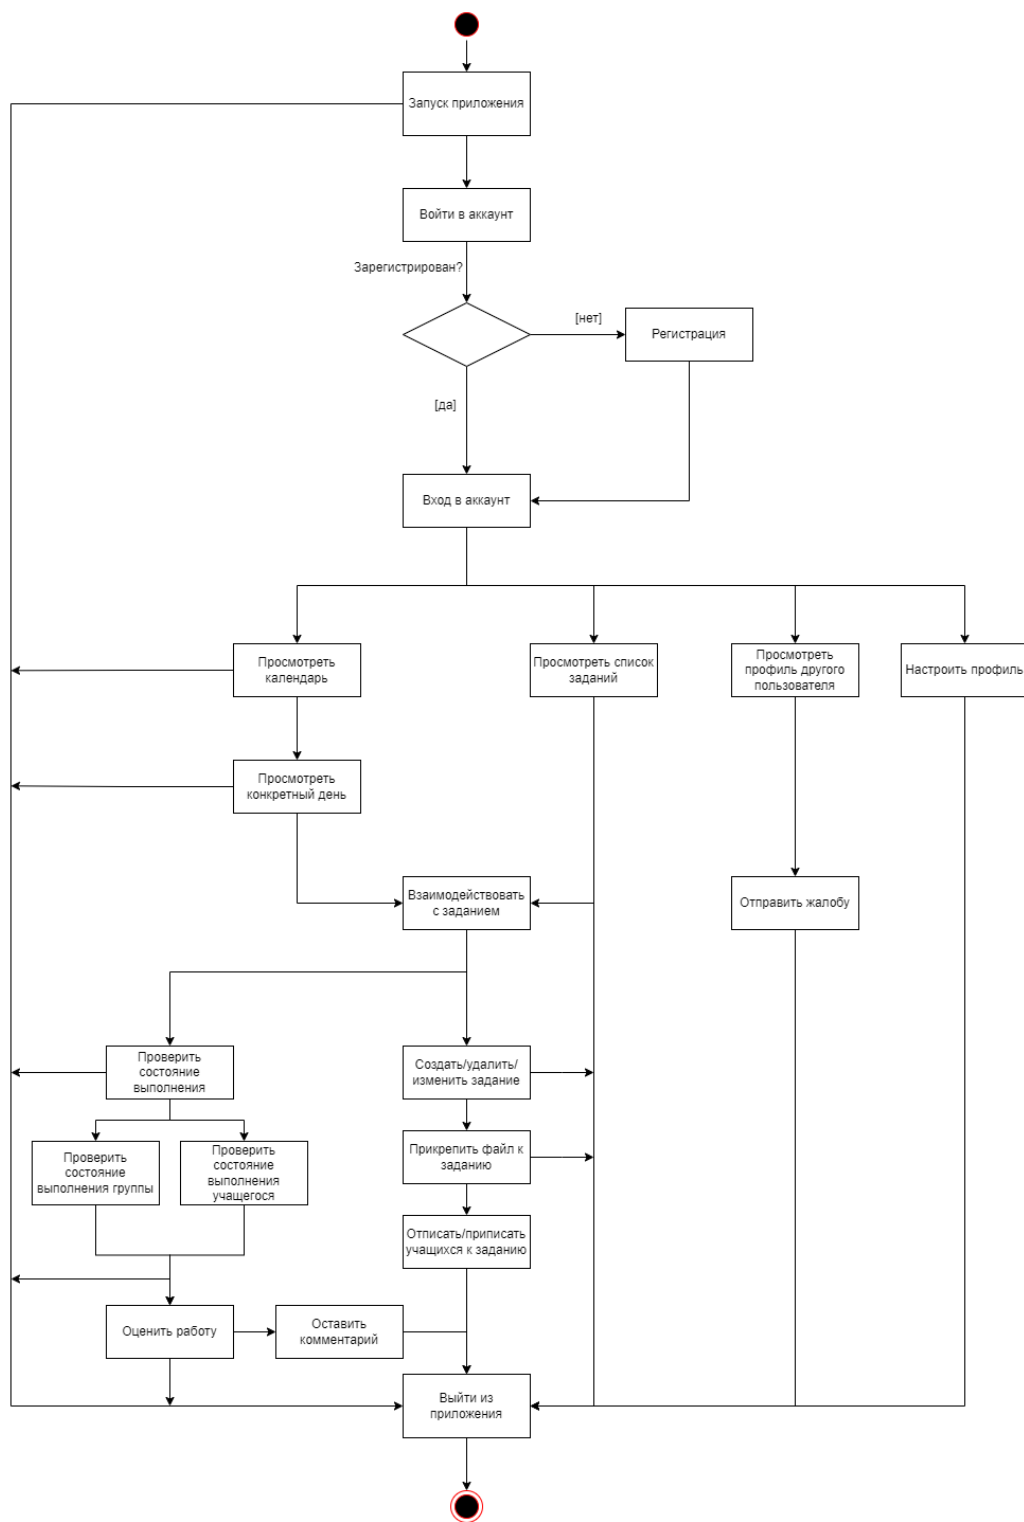 Запуск приложения
Войти в аккаунт
Зарегистрирован?
[нет]
Регистрация
[да]
Вход в аккаунт
Просмотреть
календарь
Просмотреть список
заданий
Просмотреть
профиль другого
пользователя
Настроить профиль
Просмотреть
конкретный день
Взаимодействовать
с заданием
Отправить жалобу
Проверить
состояние
выполнения
Создать/удалить/
изменить задание
Проверить
состояние
выполнения группы
Проверить
состояние
выполнения
учащегося
Прикрепить файл к
заданию
Отписать/приписать
учащихся к заданию
Оценить работу
Оставить
комментарий
Выйти из
приложения